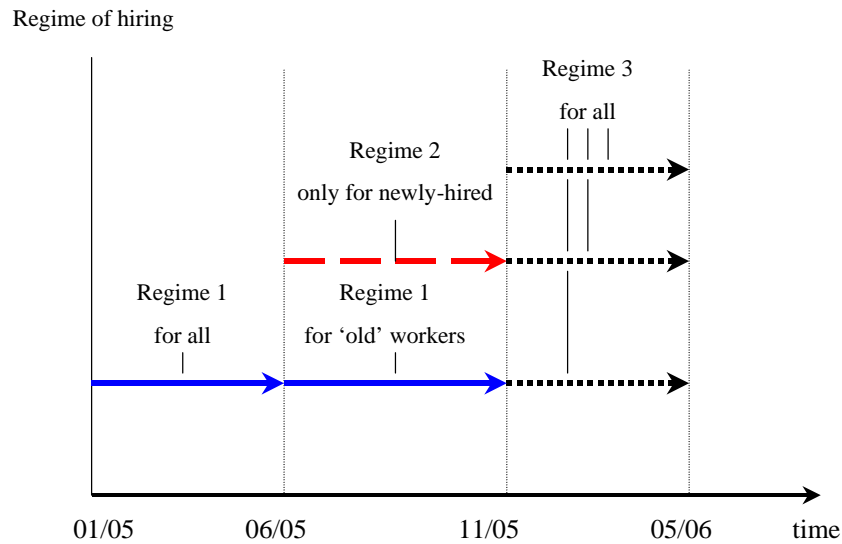 Regime of hiring
Regime 3
for all
Regime 2
only for newly-hired
Regime 1
for all
Regime 1
for ‘old’ workers
01/05
06/05
11/05
05/06
time